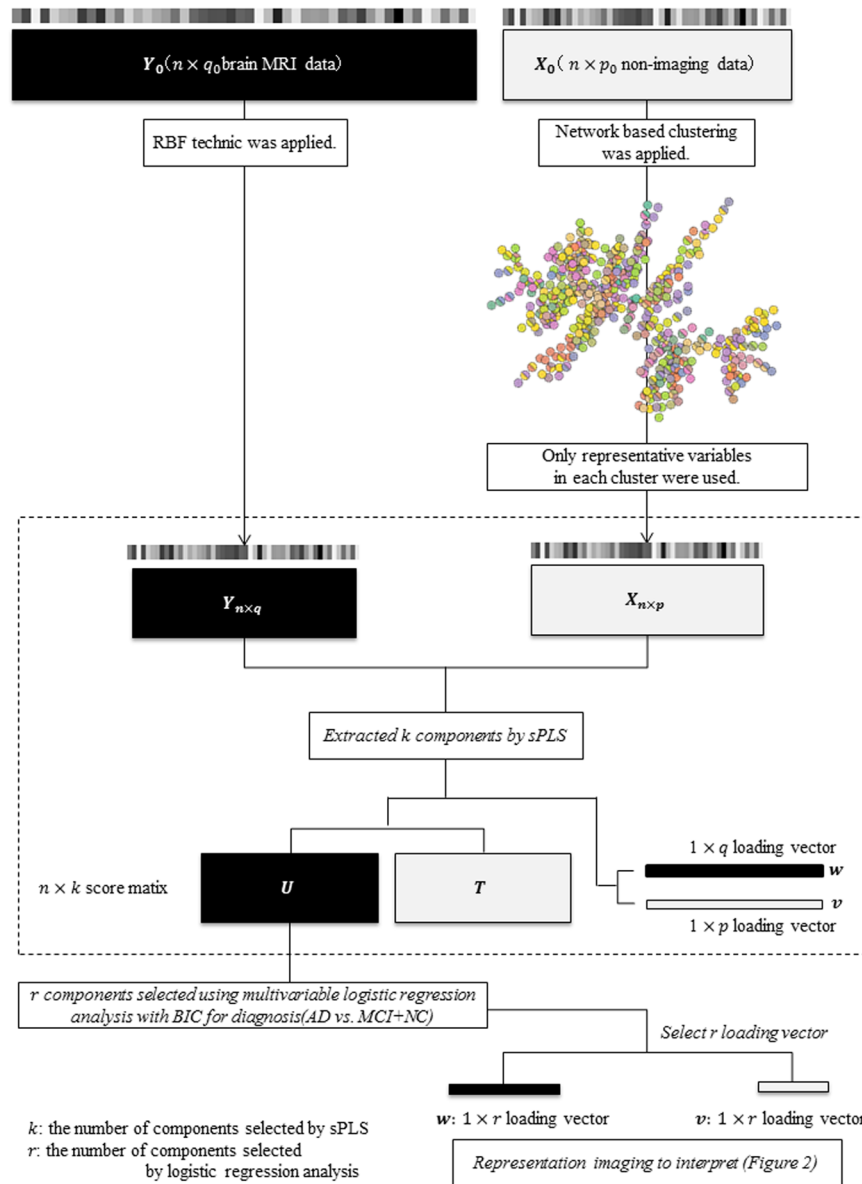 Y₀(n × q₀ brain MRI data)
X₀( n × p₀ non-imaging data)
RBF technic was applied.
Network based clustering
was applied.
Only representative variables
in each cluster were used.
Yₙ×q
Xₙ×p
Extracted k components by sPLS
n × k score matix
U
T
1 × q loading vector
w
v
1 × p loading vector
r components selected using multivariable logistic regression
analysis with BIC for diagnosis(AD vs. MCI+NC)
Select r loading vector
w: 1 × r loading vector
v: 1 × r loading vector
k: the number of components selected by sPLS
r: the number of components selected
by logistic regression analysis
Representation imaging to interpret (Figure 2)